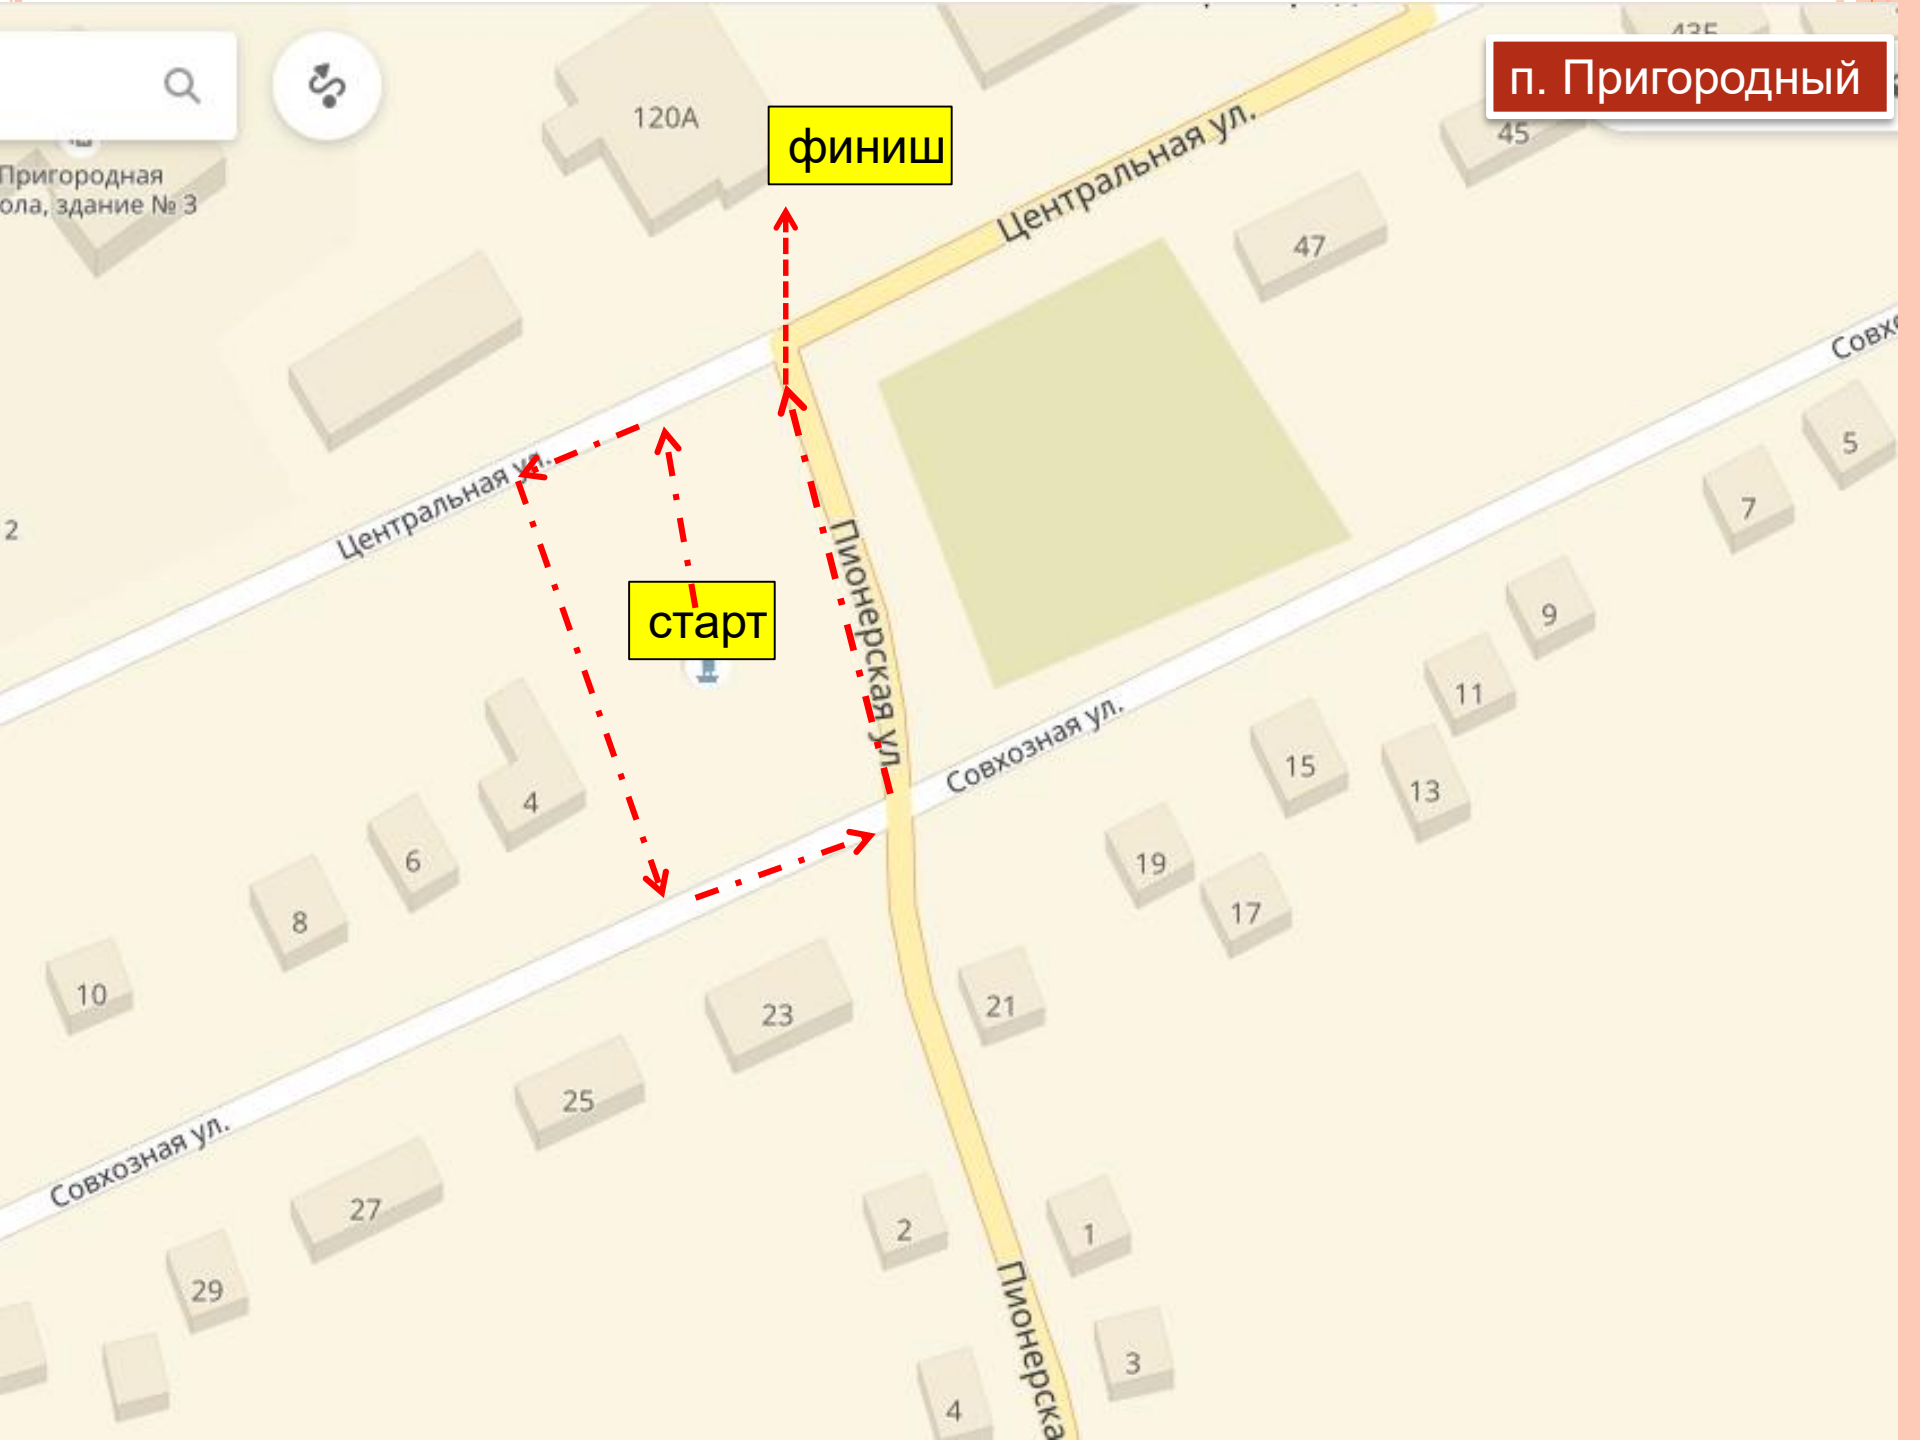 п. Пригородный
120А
финиш
Центральная ул.
45
Пригородная
ола, здание № 3
47
Совхо
5
Центральная ул.
7
2
Пионерская ул
9
старт
11
Совхозная ул.
15
13
4
6
19
8
17
10
21
23
25
Совхозная ул.
27
2
1
29
Пионерска
3
4